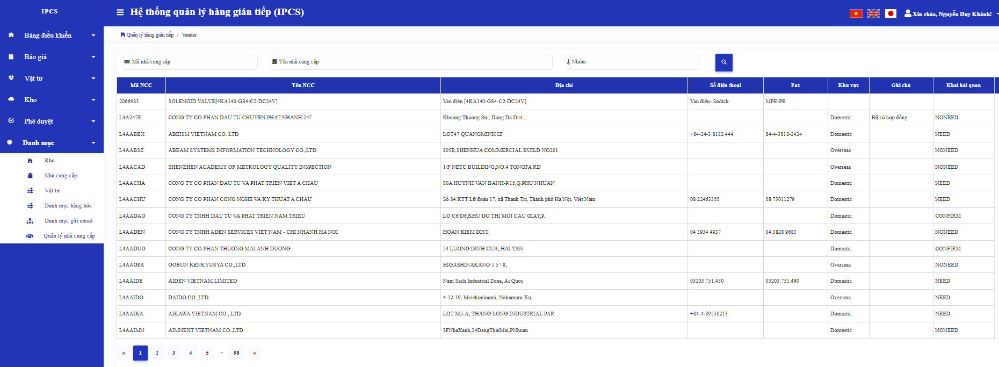 IPCS
Hệ thống quản lý hàng gián tiếp (IPCS)
Xin chào, Nguyễn Duy Khánh!
Bảng điều khiển
Báo giá
Vật tư
Kho
Phê duyệt
Danh mục
Kho
Nhà cung cấp
Vật tư
Danh mục hàng hóa
Danh mục gửi email
Quản lý nhà cung cấp
Quản lý hàng gián tiếp / Vender
Mã nhà cung cấp Tên nhà cung cấp Nhóm
Mã NCC Tên NCC Địa chỉ Số điện thoại Fax Khu vực Ghi chú Khai hải quan
2066983 SOLENOID VALVE[4KA140-GS4-C2-DC24V] Van điện [4KA140-GS4-C2-DC24V] Van điện- Sodick MPE-PE
L4A247E CONG TY CO PHAN DAU TU CHUYEN PHAT NHANH 247 Khuong Thuong Str., Dong Da Dist., Domestic Đã có hợp đồng NONEED
L4AABEX ABEISM VIETNAM CO. LTD LOT47 QUANGMINH IZ +84-24-3 8182 444 84-4-3818-2424 Domestic NEED
L4AABSZ ABEAM SYSTEMS INFORMATION TECHNOLOGY CO.,LTD 805B,SHENHUA COMMERCIAL BUILD NO201 Overseas NONEED
L4AACAD SHENZHEN ACADEMY OF METROLOGY QUALITY INSPECTION 1/F NETC BUILDING,NO.4 TONGFA RD Overseas NONEED
L4AACHA CONG TY CO PHAN DAU TU VA PHAT TRIEN VIET A CHAU 80A HUYNH VAN BANH-P.15,Q.PHU NHUAN Domestic NEED
L4AACHU CONG TY CO PHAN CONG NGHE VA KY THUAT A CHAU Số 84 KTT Lữ đoàn 17, xã Thanh Trì, Thành phố Hà Nội, Việt Nam 08 22463355 08 73011279 Domestic NEED
L4AADAO CONG TY TNHH DAU TU VA PHAT TRIEN NAM TRIEU LO C6/D6,KHU DO THI MOI CAU GIAY,P. Domestic CONFIRM
L4AADEN CONG TY TNHH ADEN SERVICES VIET NAM - CHI NHANH HA NOI HOAN KIEM DIST. 04 3934 4937 04 3828 9683 Domestic NONEED
L4AADUO CONG TY CO PHAN THUONG MAI ANH DUONG 54 LUONG DINH CUA, HAI TAN Domestic CONFIRM
L4AAGPA GOBUN KENKYUSYA CO.,LTD HIGASHINAKANO 1 57 8, Overseas NONEED
L4AAIDE AIDEN VIETNAM LIMITED Nam Sach Industrial Zone, Ai Quoc 03203 751.450 03203.751.460 Domestic NEED
L4AAIDO DAIDO CO.,LTD 4-12-19, Meiekiminami, Nakamura-Ku, Overseas NEED
L4AAIKA AIKAWA VIETNAM CO., LTD LOT M5-A, THANG LONG INDUSTRIAL PAR +84-4-39550213 Domestic NEED
L4AAIMN AIMNEXT VIETNAM CO.,LTD 3FNhaXanh,24DangThaiMai,PNhuan Domestic NONEED
« 1 2 3 4 5 ... 98 »